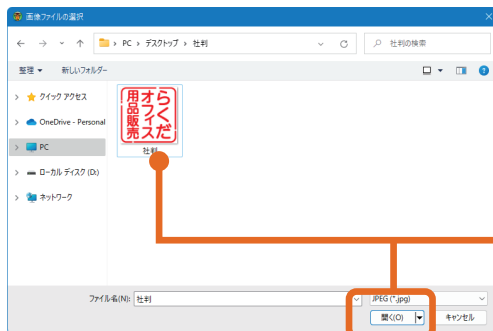 画像ファイルの選択
PC › デスクトップ › 社判
社判の検索
整理 新しいフォルダー
クイック アクセス
OneDrive - Personal
PC
ローカル ディスク (D:)
ネットワーク
らくだ
オフィス
用品販売
社判
ファイル名(N): 社判
JPEG (*.jpg)
開く(O) キャンセル